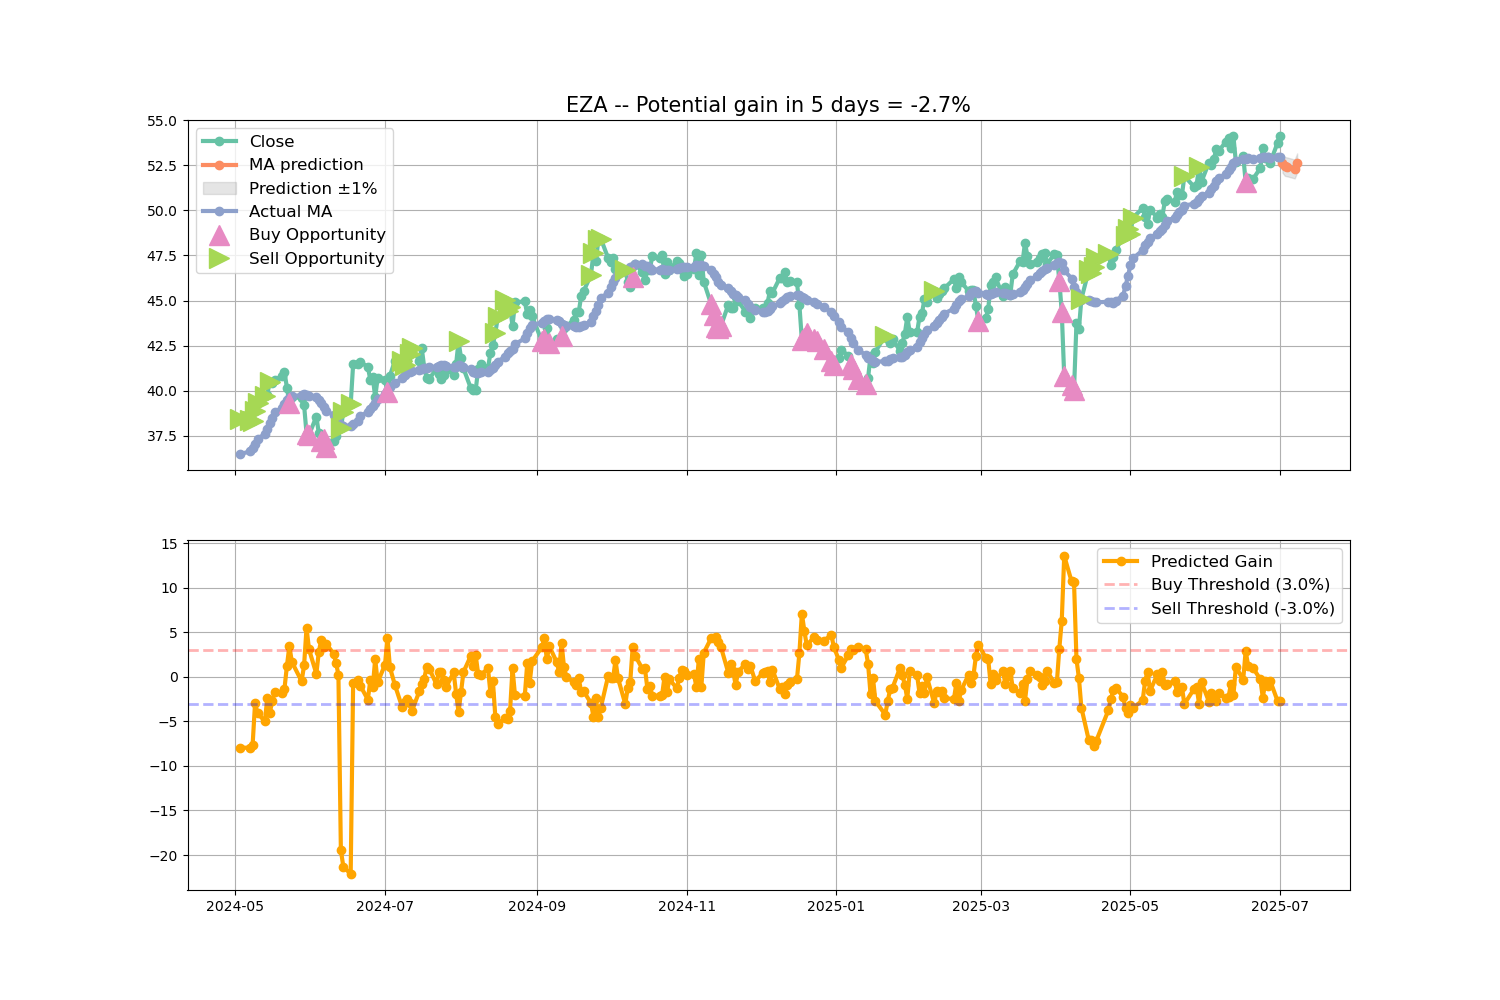 EZA -- Potential gain in 5 days = -2.7%
55.0
52.5
50.0
47.5
45.0
42.5
40.0
37.5
Close
MA prediction
Prediction ±1%
Actual MA
Buy Opportunity
Sell Opportunity
15
10
5
0
−5
−10
−15
−20
Predicted Gain
Buy Threshold (3.0%)
Sell Threshold (-3.0%)
2024-05 2024-07 2024-09 2024-11 2025-01 2025-03 2025-05 2025-07